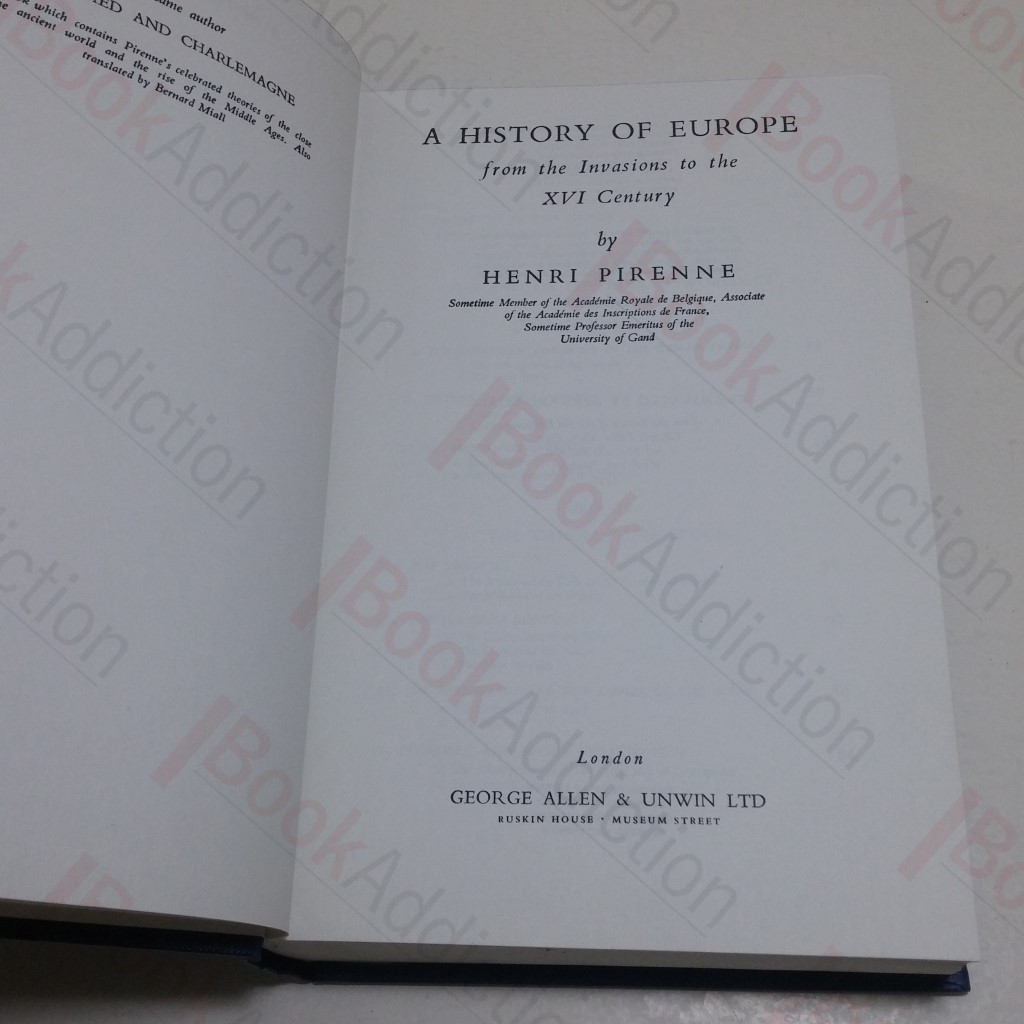 same author
ED AND CHARLEMAGNE
which contains Pirenne's celebrated theories of the close
ancient world and the rise of the Middle Ages. Also
translated by Bernard Miall
A HISTORY OF EUROPE
from the Invasions to the
XVI Century
by
HENRI PIRENNE
Sometime Member of the Académie Royale de Belgique, Associate
of the Académie des Inscriptions de France,
Sometime Professor Emeritus of the
University of Gand
London
GEORGE ALLEN & UNWIN LTD
RUSKIN HOUSE · MUSEUM STREET
BookAddiction